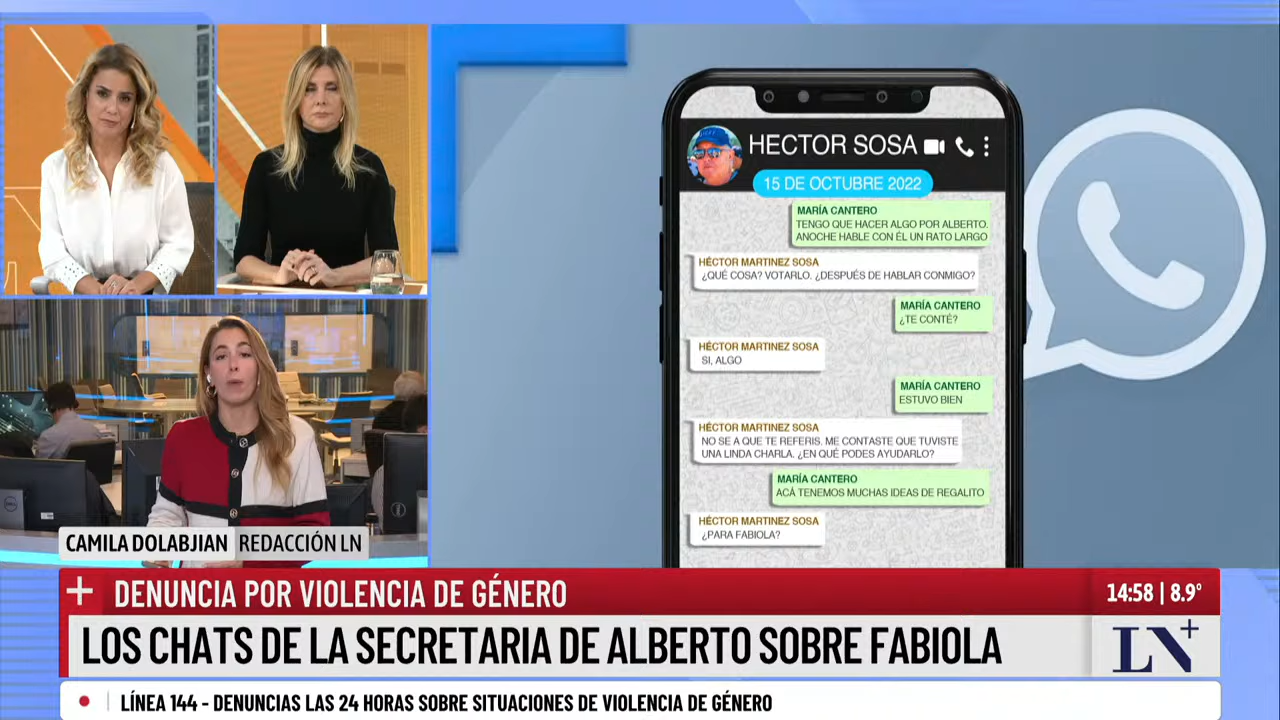 HECTOR SOSA
15 DE OCTUBRE 2022
MARÍA CANTERO
TENGO QUE HACER ALGO POR ALBERTO.
ANOCHE HABLE CON ÉL UN RATO LARGO
HÉCTOR MARTINEZ SOSA
¿QUÉ COSA? VOTARLO. ¿DESPUÉS DE HABLAR CONMIGO?
MARÍA CANTERO
¿TE CONTÉ?
HÉCTOR MARTINEZ SOSA
SI, ALGO
MARÍA CANTERO
ESTUVO BIEN
HÉCTOR MARTINEZ SOSA
NO SE A QUE TE REFERIS. ME CONTASTE QUE TUVISTE
UNA LINDA CHARLA. ¿EN QUÉ PODES AYUDARLO?
MARÍA CANTERO
ACÁ TENEMOS MUCHAS IDEAS DE REGALITO
HÉCTOR MARTINEZ SOSA
¿PARA FABIOLA?
CAMILA DOLABJIAN REDACCIÓN LN
DENUNCIA POR VIOLENCIA DE GÉNERO
14:58 | 8.9°
LOS CHATS DE LA SECRETARIA DE ALBERTO SOBRE FABIOLA
LN+
LÍNEA 144 - DENUNCIAS LAS 24 HORAS SOBRE SITUACIONES DE VIOLENCIA DE GÉNERO